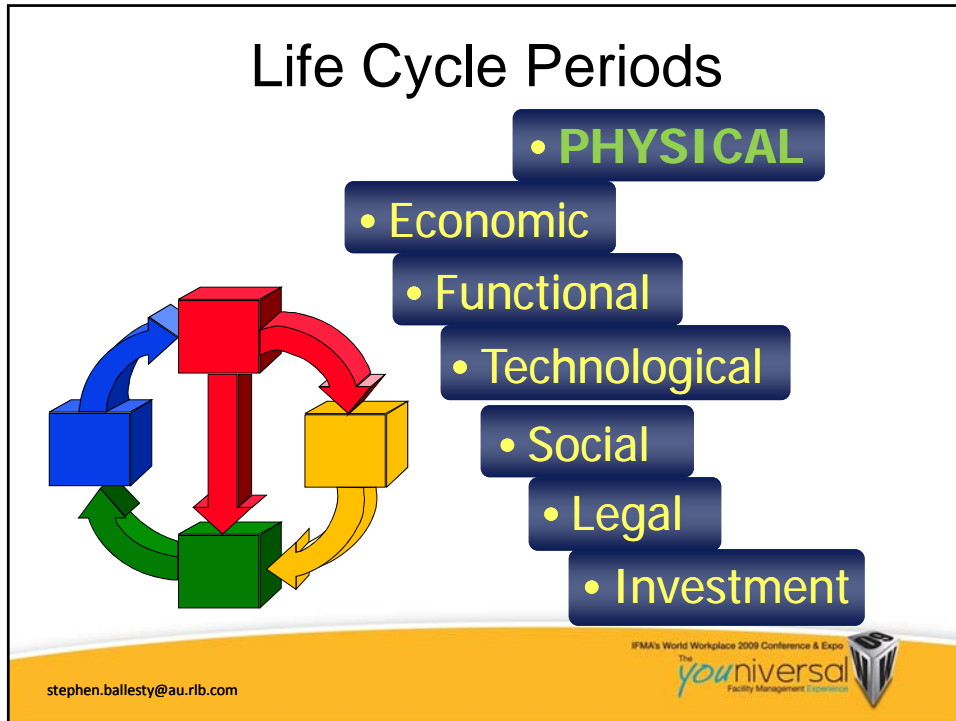 Life Cycle Periods
• PHYSICAL
• Economic
• Functional
• Technological
• Social
• Legal
• Investment
IFMA's World Workplace 2009 Conference & Expo
The
youniversal
Facility Management Experience
09
stephen.ballesty@au.rlb.com